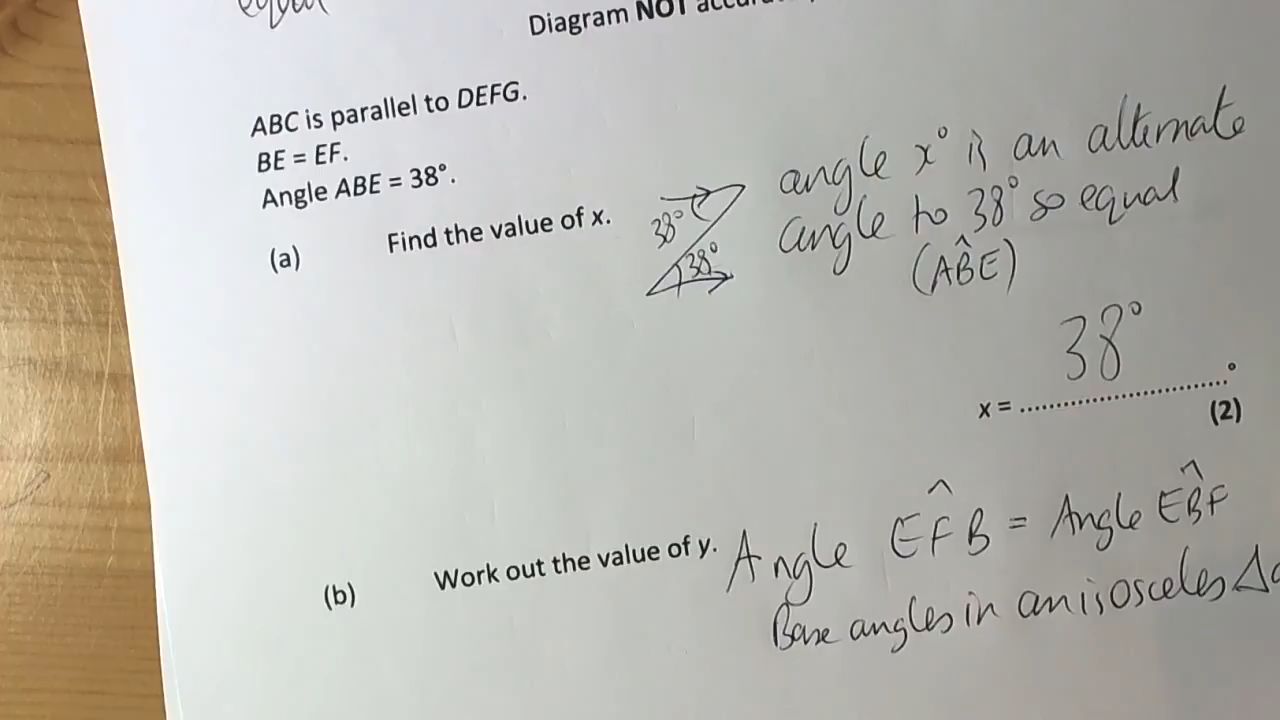 equal
Diagram NOT
ABC is parallel to DEFG.
BE = EF.
Angle ABE = 38°.
(a) Find the value of x.
38°
38°
angle x° is an alternate
angle to 38° so equal
(AB̂E)
38°
x = ..............................°
(2)
(b) Work out the value of y.
Angle EF̂B = Angle EB̂F
Base angles in an isosceles Δ